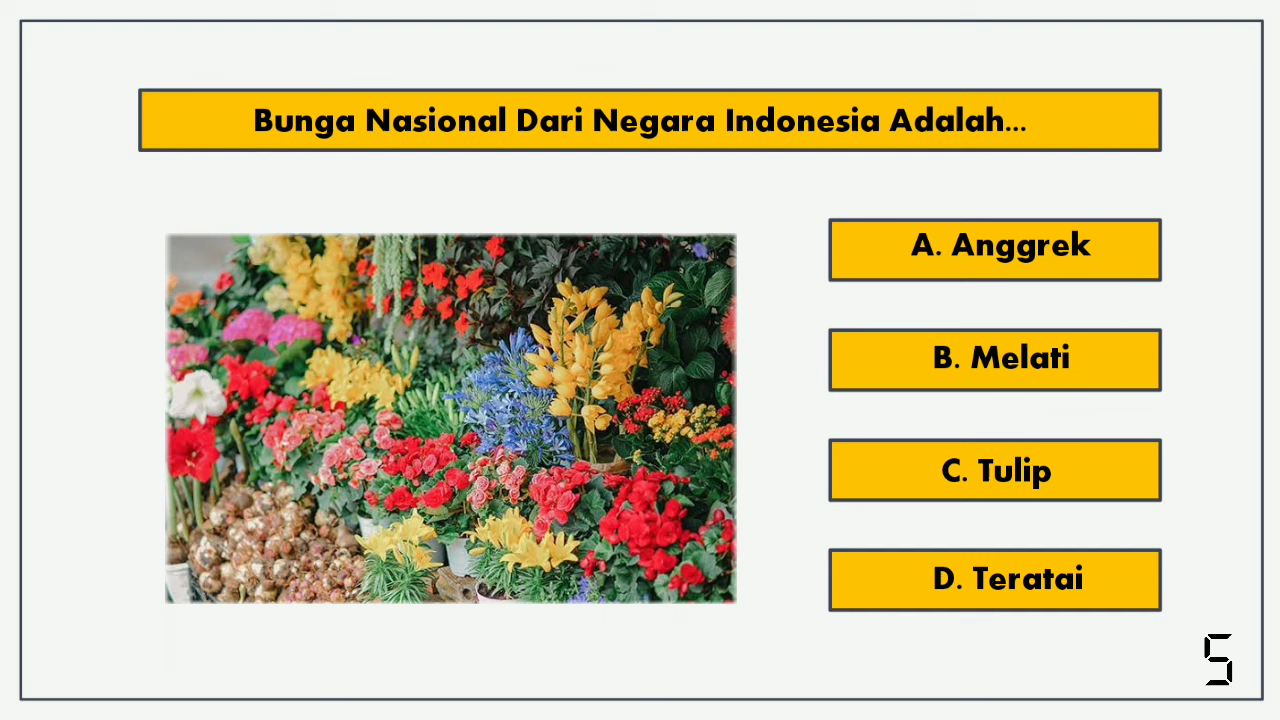 Bunga Nasional Dari Negara Indonesia Adalah...
A. Anggrek
B. Melati
C. Tulip
D. Teratai
5